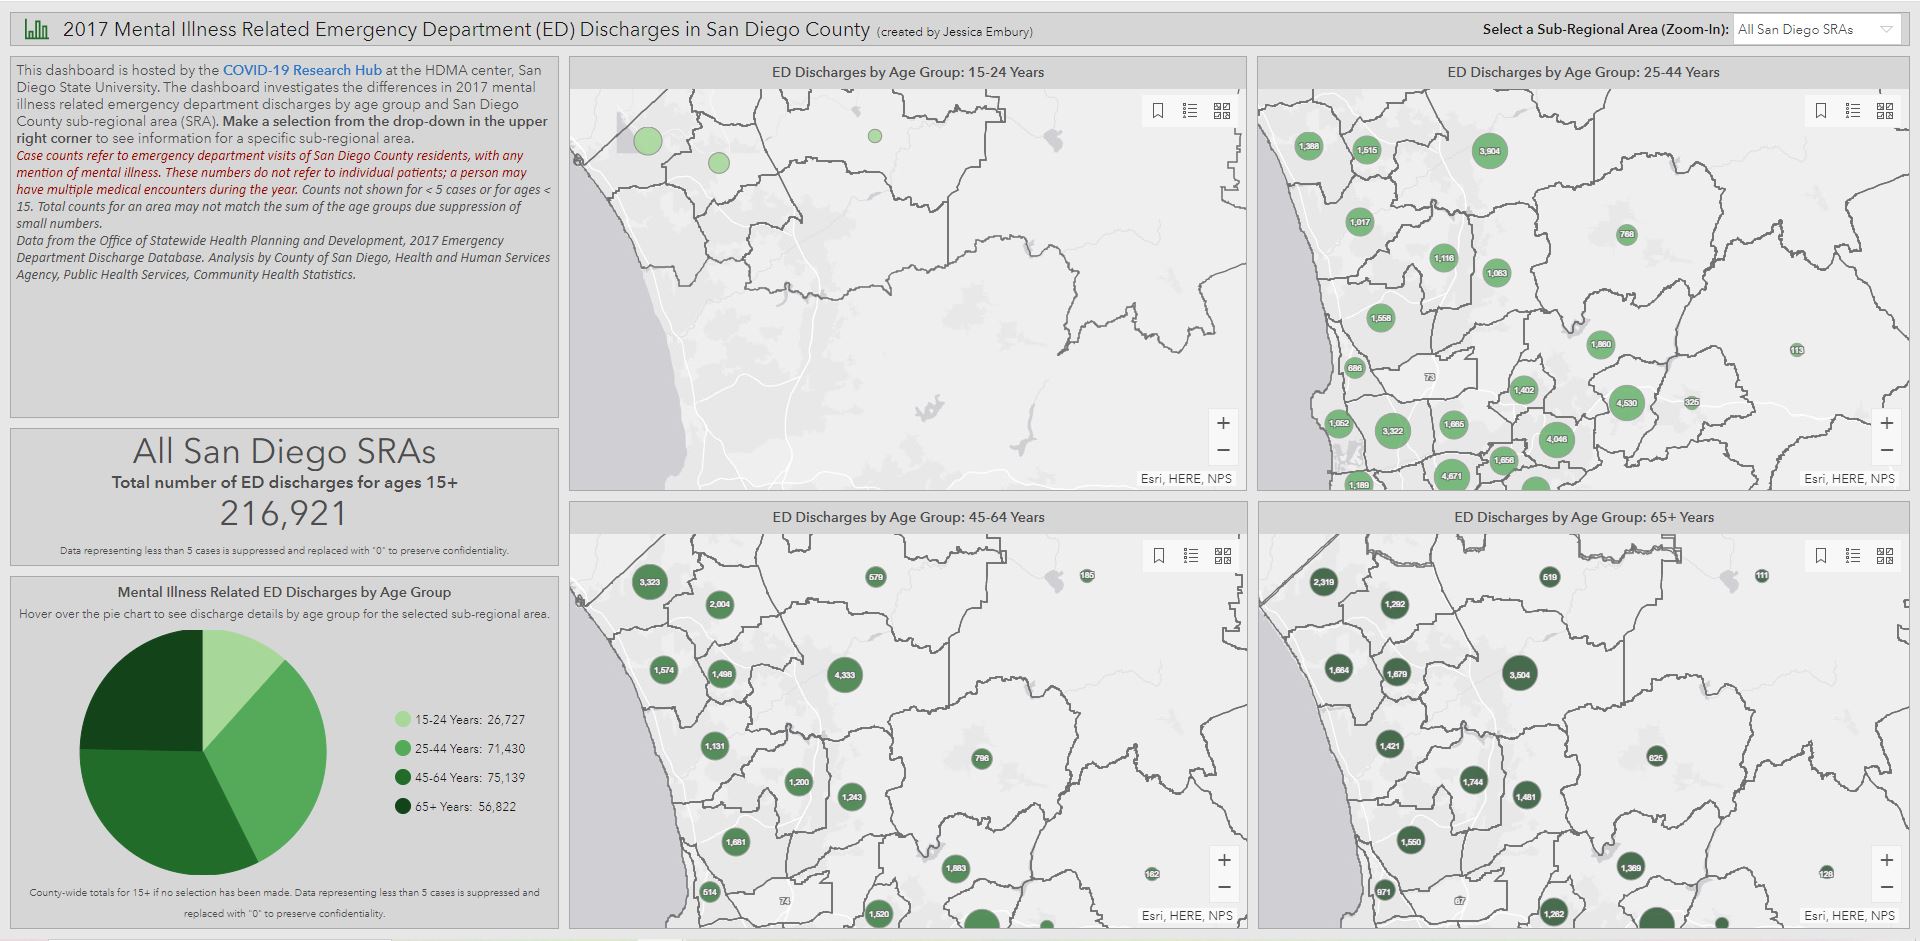 2017 Mental Illness Related Emergency Department (ED) Discharges in San Diego County (created by Jessica Embury)
Select a Sub-Regional Area (Zoom-In): All San Diego SRAs
This dashboard is hosted by the COVID-19 Research Hub at the HDMA center, San
Diego State University. The dashboard investigates the differences in 2017 mental
illness related emergency department discharges by age group and San Diego
County sub-regional area (SRA). Make a selection from the drop-down in the upper
right corner to see information for a specific sub-regional area.
Case counts refer to emergency department visits of San Diego County residents, with any
mention of mental illness. These numbers do not refer to individual patients; a person may
have multiple medical encounters during the year. Counts not shown for < 5 cases or for ages <
15. Total counts for an area may not match the sum of the age groups due suppression of
small numbers.
Data from the Office of Statewide Health Planning and Development, 2017 Emergency
Department Discharge Database. Analysis by County of San Diego, Health and Human Services
Agency, Public Health Services, Community Health Statistics.
All San Diego SRAs
Total number of ED discharges for ages 15+
216,921
Data representing less than 5 cases is suppressed and replaced with "0" to preserve confidentiality.
Mental Illness Related ED Discharges by Age Group
Hover over the pie chart to see discharge details by age group for the selected sub-regional area.
15-24 Years: 26,727
25-44 Years: 71,430
45-64 Years: 75,139
65+ Years: 56,822
County-wide totals for 15+ if no selection has been made. Data representing less than 5 cases is suppressed and
replaced with "0" to preserve confidentiality.
ED Discharges by Age Group: 15-24 Years
+
−
Esri, HERE, NPS
ED Discharges by Age Group: 25-44 Years
1,368
1,515
3,904
1,017
768
1,116
1,063
1,558
1,860
113
686
73
1,402
4,530
325
1,052
3,322
1,665
4,046
1,656
4,671
1,189
+
−
Esri, HERE, NPS
ED Discharges by Age Group: 45-64 Years
3,323
579
185
2,004
1,574
1,498
4,333
1,131
796
1,200
1,243
1,681
1,883
162
514
74
1,520
+
−
Esri, HERE, NPS
ED Discharges by Age Group: 65+ Years
2,319
519
111
1,292
1,664
1,679
3,504
1,421
625
1,744
1,481
1,550
1,369
128
971
67
1,262
+
−
Esri, HERE, NPS